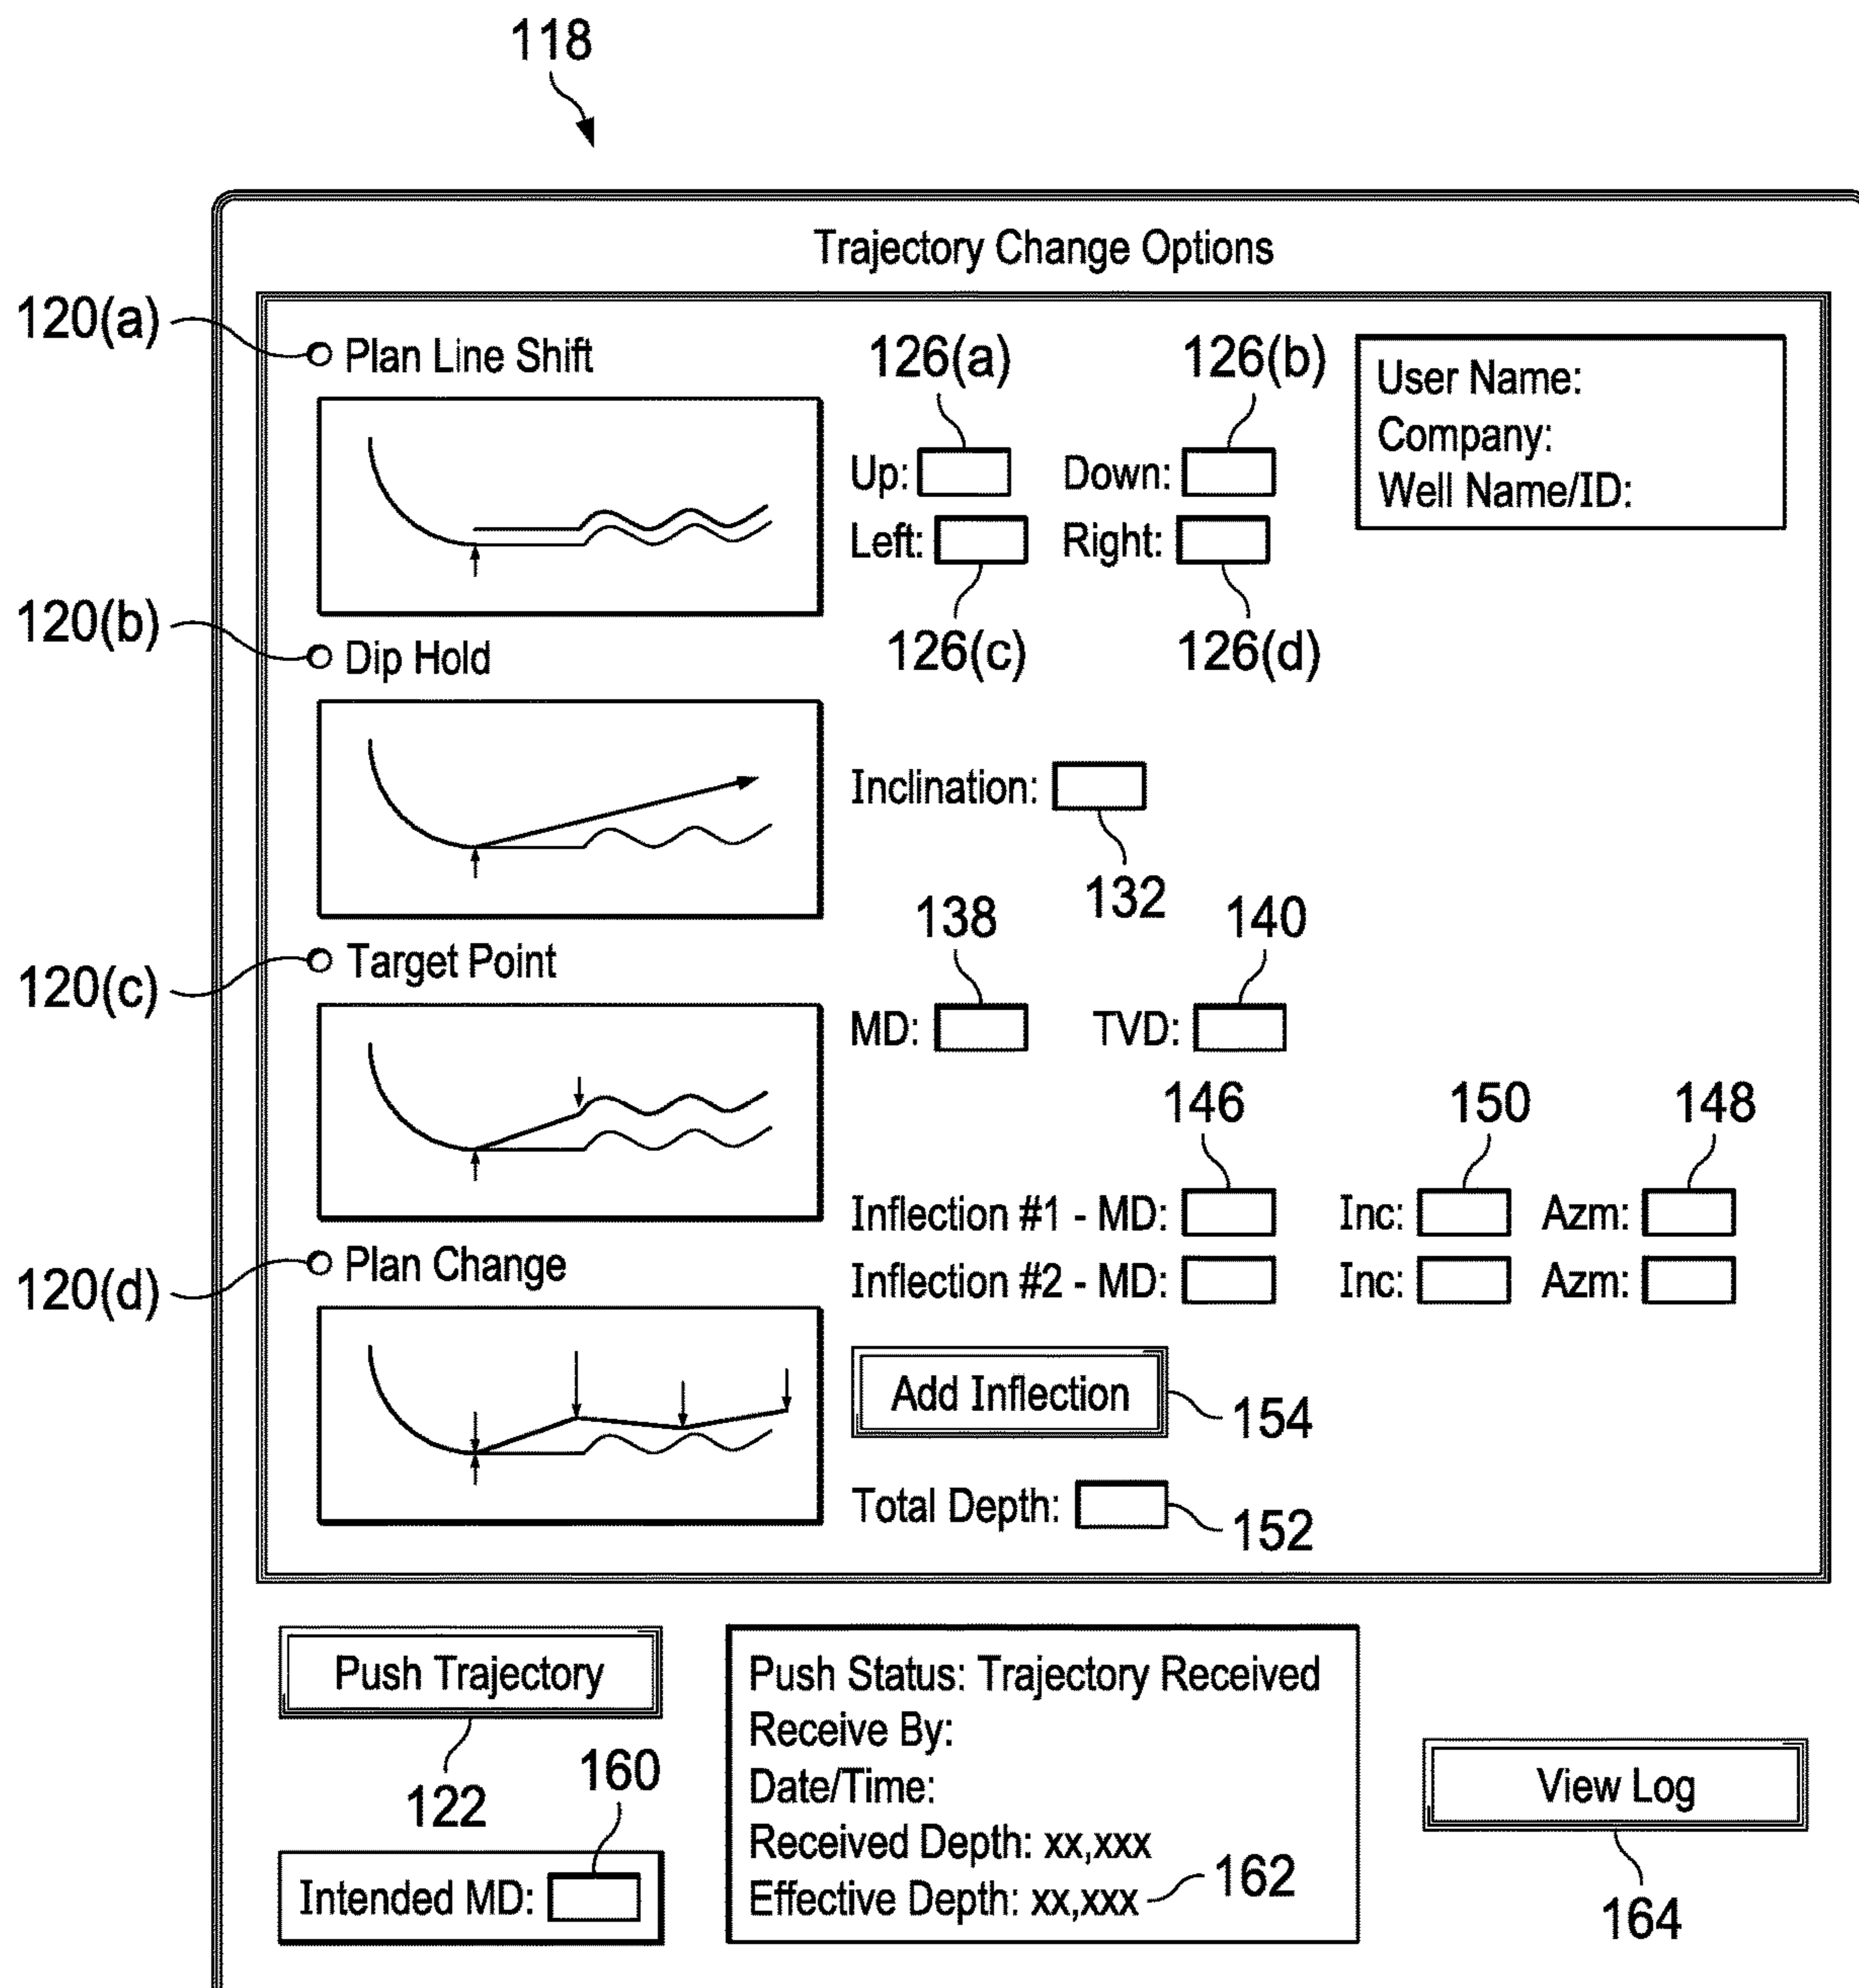 118
Trajectory Change Options
120(a)
Plan Line Shift
126(a) 126(b)
User Name:
Company:
Well Name/ID:
Up: Down:
Left: Right:
126(c) 126(d)
120(b)
Dip Hold
Inclination:
132
138 140
120(c)
Target Point
MD: TVD:
146 150 148
Inflection #1 - MD: Inc: Azm:
Inflection #2 - MD: Inc: Azm:
120(d)
Plan Change
Add Inflection
154
Total Depth:
152
Push Trajectory
122
160
Intended MD:
Push Status: Trajectory Received
Receive By:
Date/Time:
Received Depth: xx,xxx
Effective Depth: xx,xxx
162
View Log
164